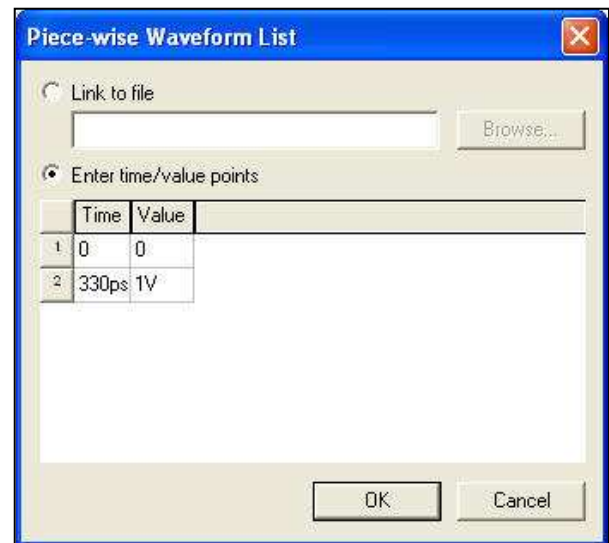 Piece-wise Waveform List
Link to file
Browse...
Enter time/value points
Time Value
1 0 0
2 330ps 1V
OK Cancel